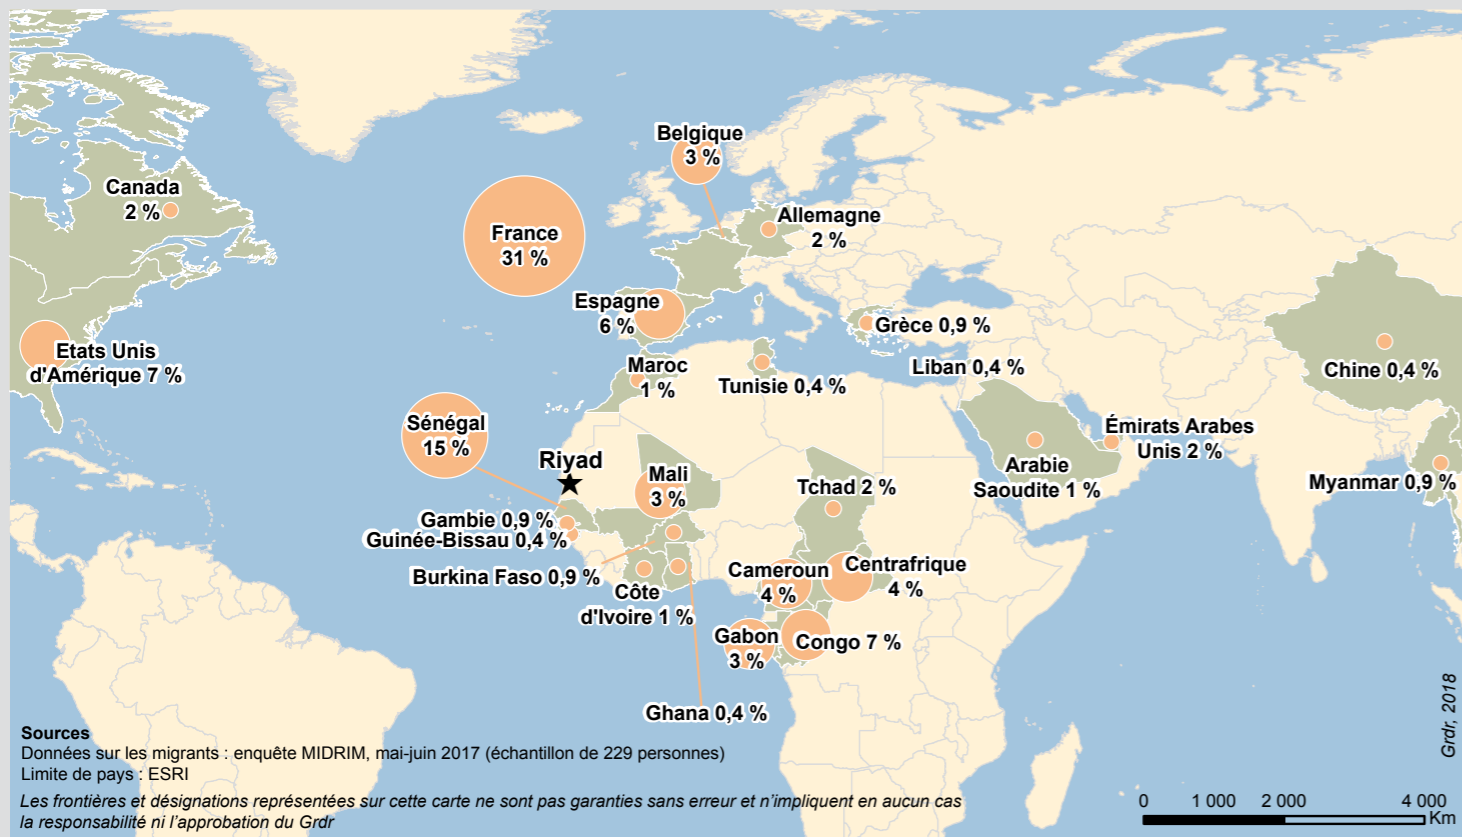 Belgique
3 %
Canada
2 %
Allemagne
2 %
France
31 %
Espagne
6 %
Grèce 0,9 %
Etats Unis
d'Amérique 7 %
Maroc
1 %
Tunisie 0,4 %
Liban 0,4 %
Chine 0,4 %
Sénégal
15 %
Émirats Arabes
Unis 2 %
Riyad
Mali
3 %
Arabie
Saoudite 1 %
Tchad 2 %
Myanmar 0,9 %
Gambie 0,9 %
Guinée-Bissau 0,4 %
Burkina Faso 0,9 %
Côte
d'Ivoire 1 %
Cameroun
4 %
Centrafrique
4 %
Gabon
3 %
Congo 7 %
Ghana 0,4 %
Sources
Données sur les migrants : enquête MIDRIM, mai-juin 2017 (échantillon de 229 personnes)
Limite de pays : ESRI
Les frontières et désignations représentées sur cette carte ne sont pas garanties sans erreur et n'impliquent en aucun cas
la responsabilité ni l'approbation du Grdr
Grdr, 2018
0 1 000 2 000 4 000
Km